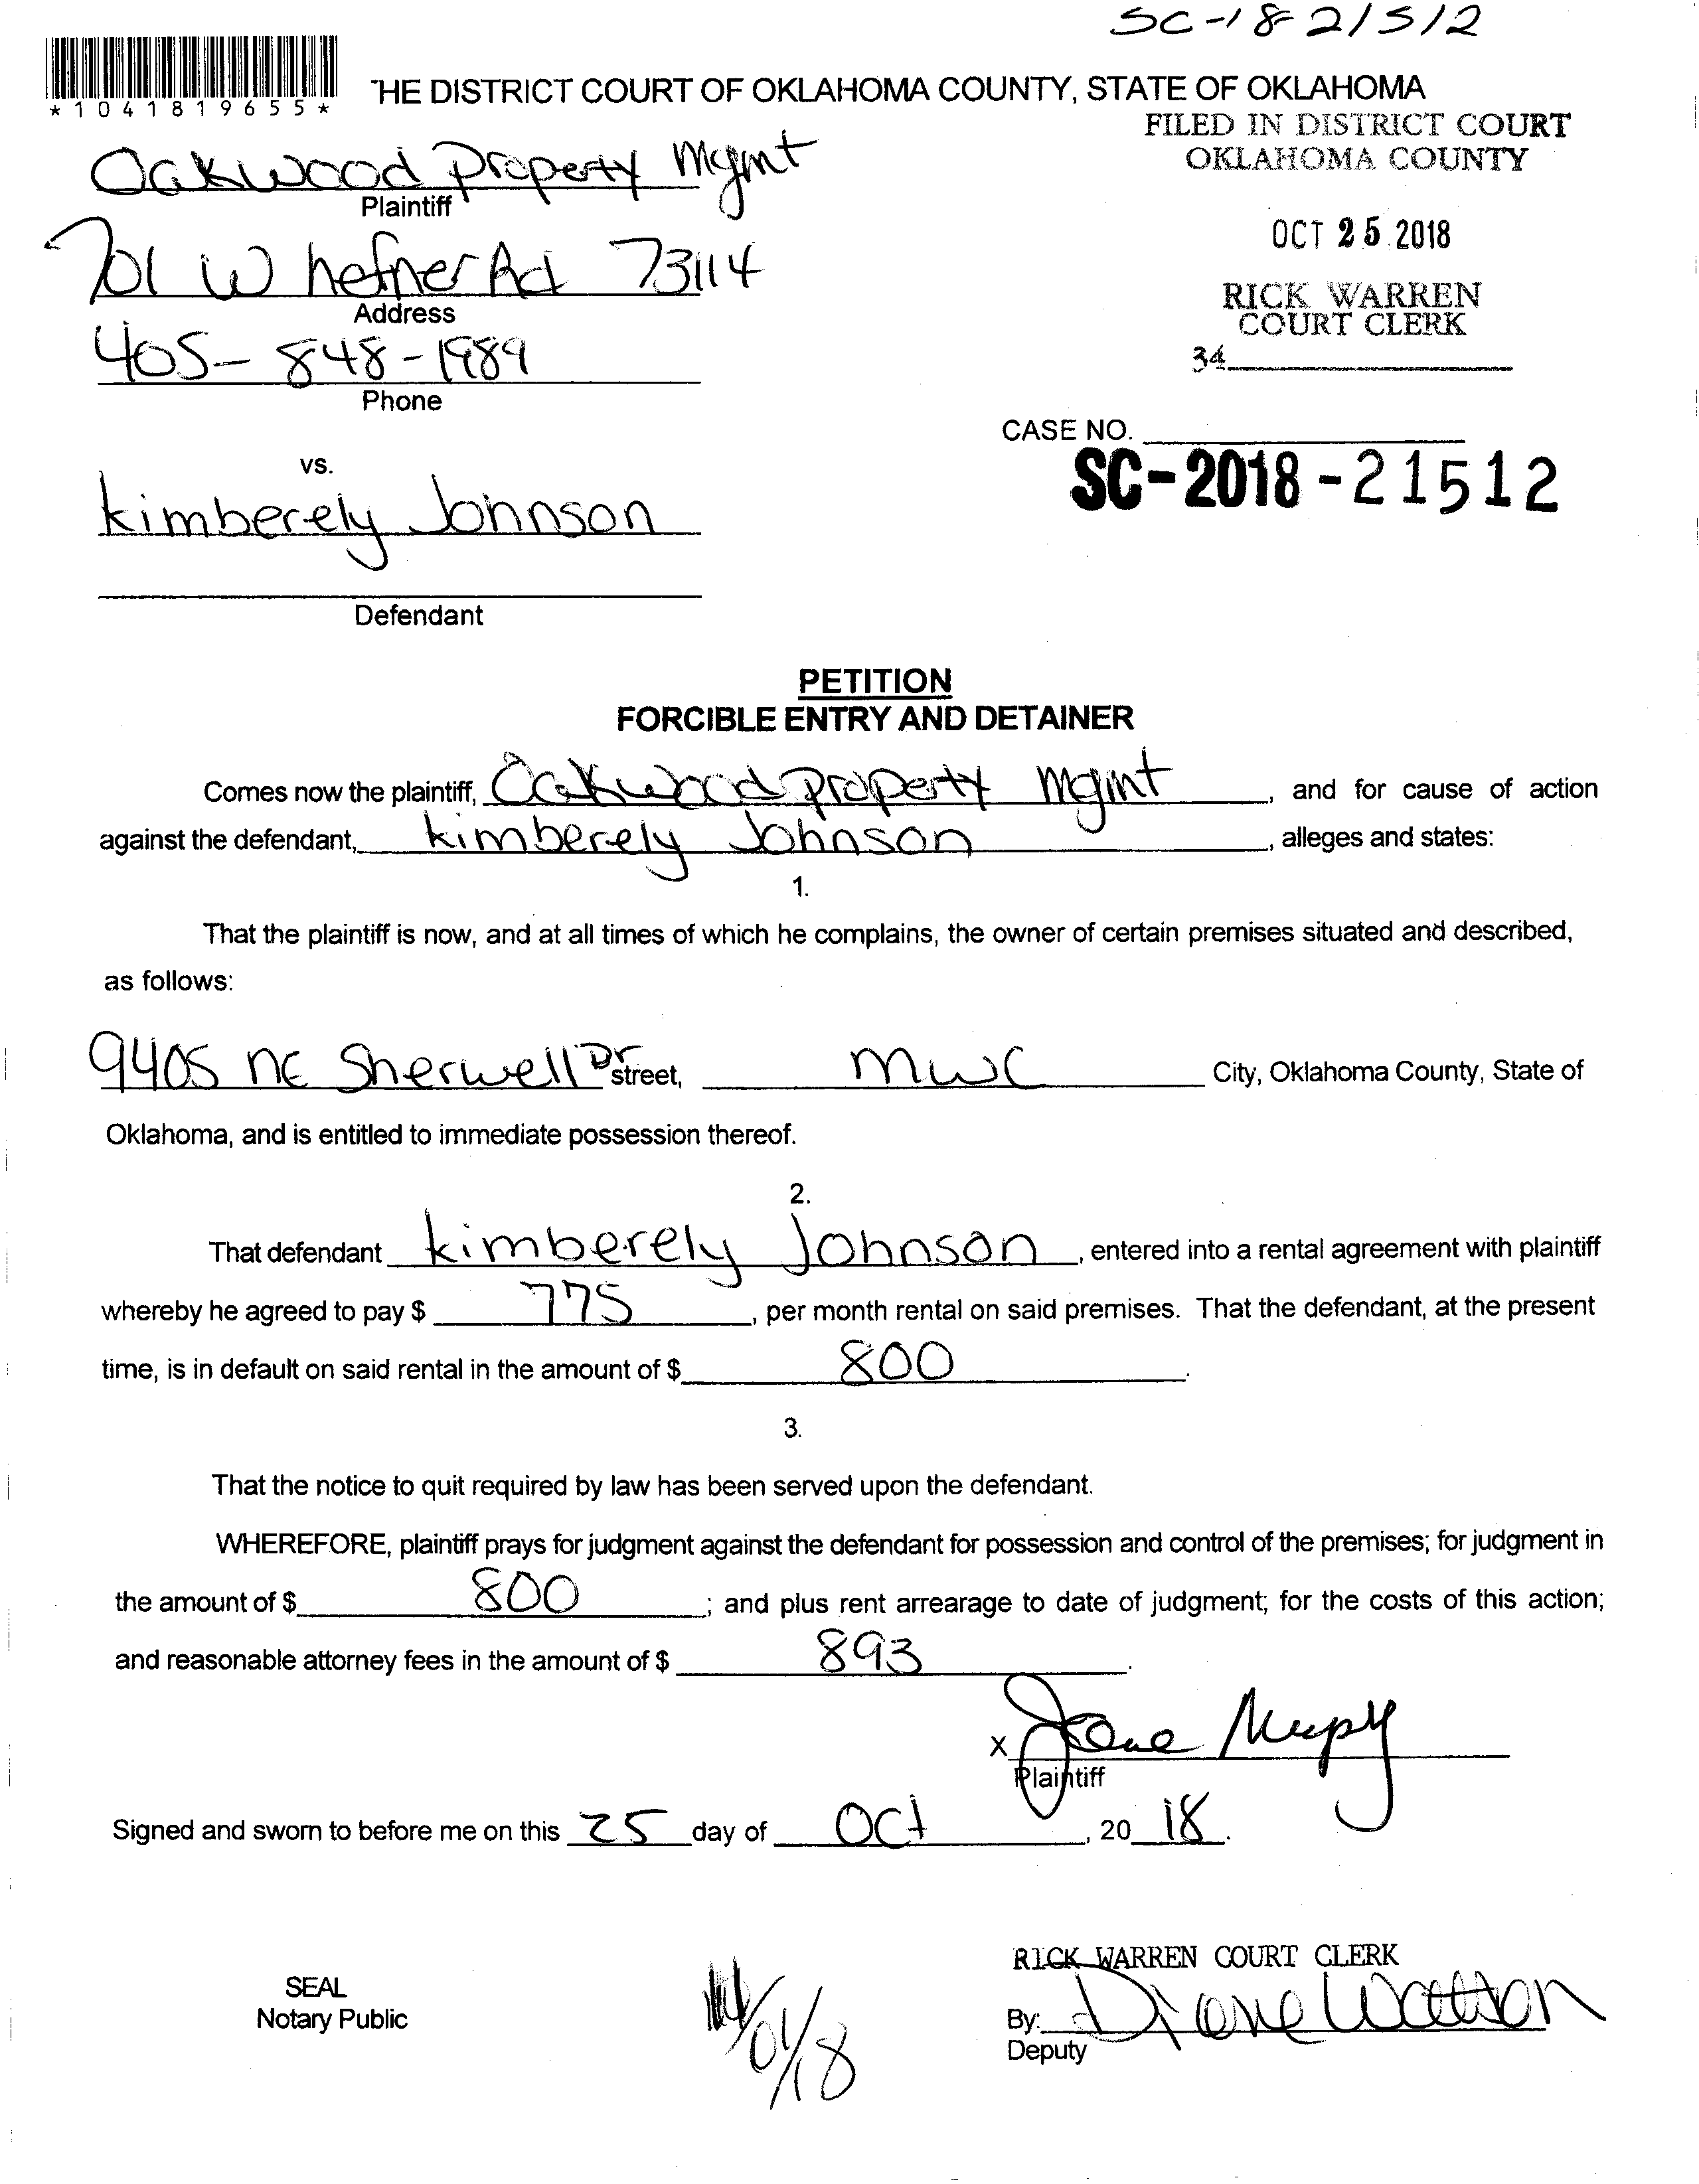 SC-18-21512
*1041819655*
THE DISTRICT COURT OF OKLAHOMA COUNTY, STATE OF OKLAHOMA
FILED IN DISTRICT COURT
OKLAHOMA COUNTY
Oakwood Property Mgmt
Plaintiff
OCT 25 2018
701 W hefner Rd 73114
Address
RICK WARREN
COURT CLERK
405-848-1989
34
Phone
CASE NO.
SC-2018-21512
vs.
kimberely Johnson
Defendant
PETITION
FORCIBLE ENTRY AND DETAINER
Comes now the plaintiff, Oakwood Property Mgmt, and for cause of action
against the defendant, kimberely Johnson, alleges and states:
1.
That the plaintiff is now, and at all times of which he complains, the owner of certain premises situated and described,
as follows:
9405 NE Sherwell Dr street, MWC City, Oklahoma County, State of
Oklahoma, and is entitled to immediate possession thereof.
2.
That defendant kimberely Johnson, entered into a rental agreement with plaintiff
whereby he agreed to pay $ 775, per month rental on said premises. That the defendant, at the present
time, is in default on said rental in the amount of $ 800.
3.
That the notice to quit required by law has been served upon the defendant.
WHEREFORE, plaintiff prays for judgment against the defendant for possession and control of the premises; for judgment in
the amount of $ 800; and plus rent arrearage to date of judgment; for the costs of this action;
and reasonable attorney fees in the amount of $ 893.
X
Plaintiff
Signed and sworn to before me on this 25 day of Oct, 20 18.
RICK WARREN COURT CLERK
SEAL
Notary Public
By: Diane Watson
Deputy